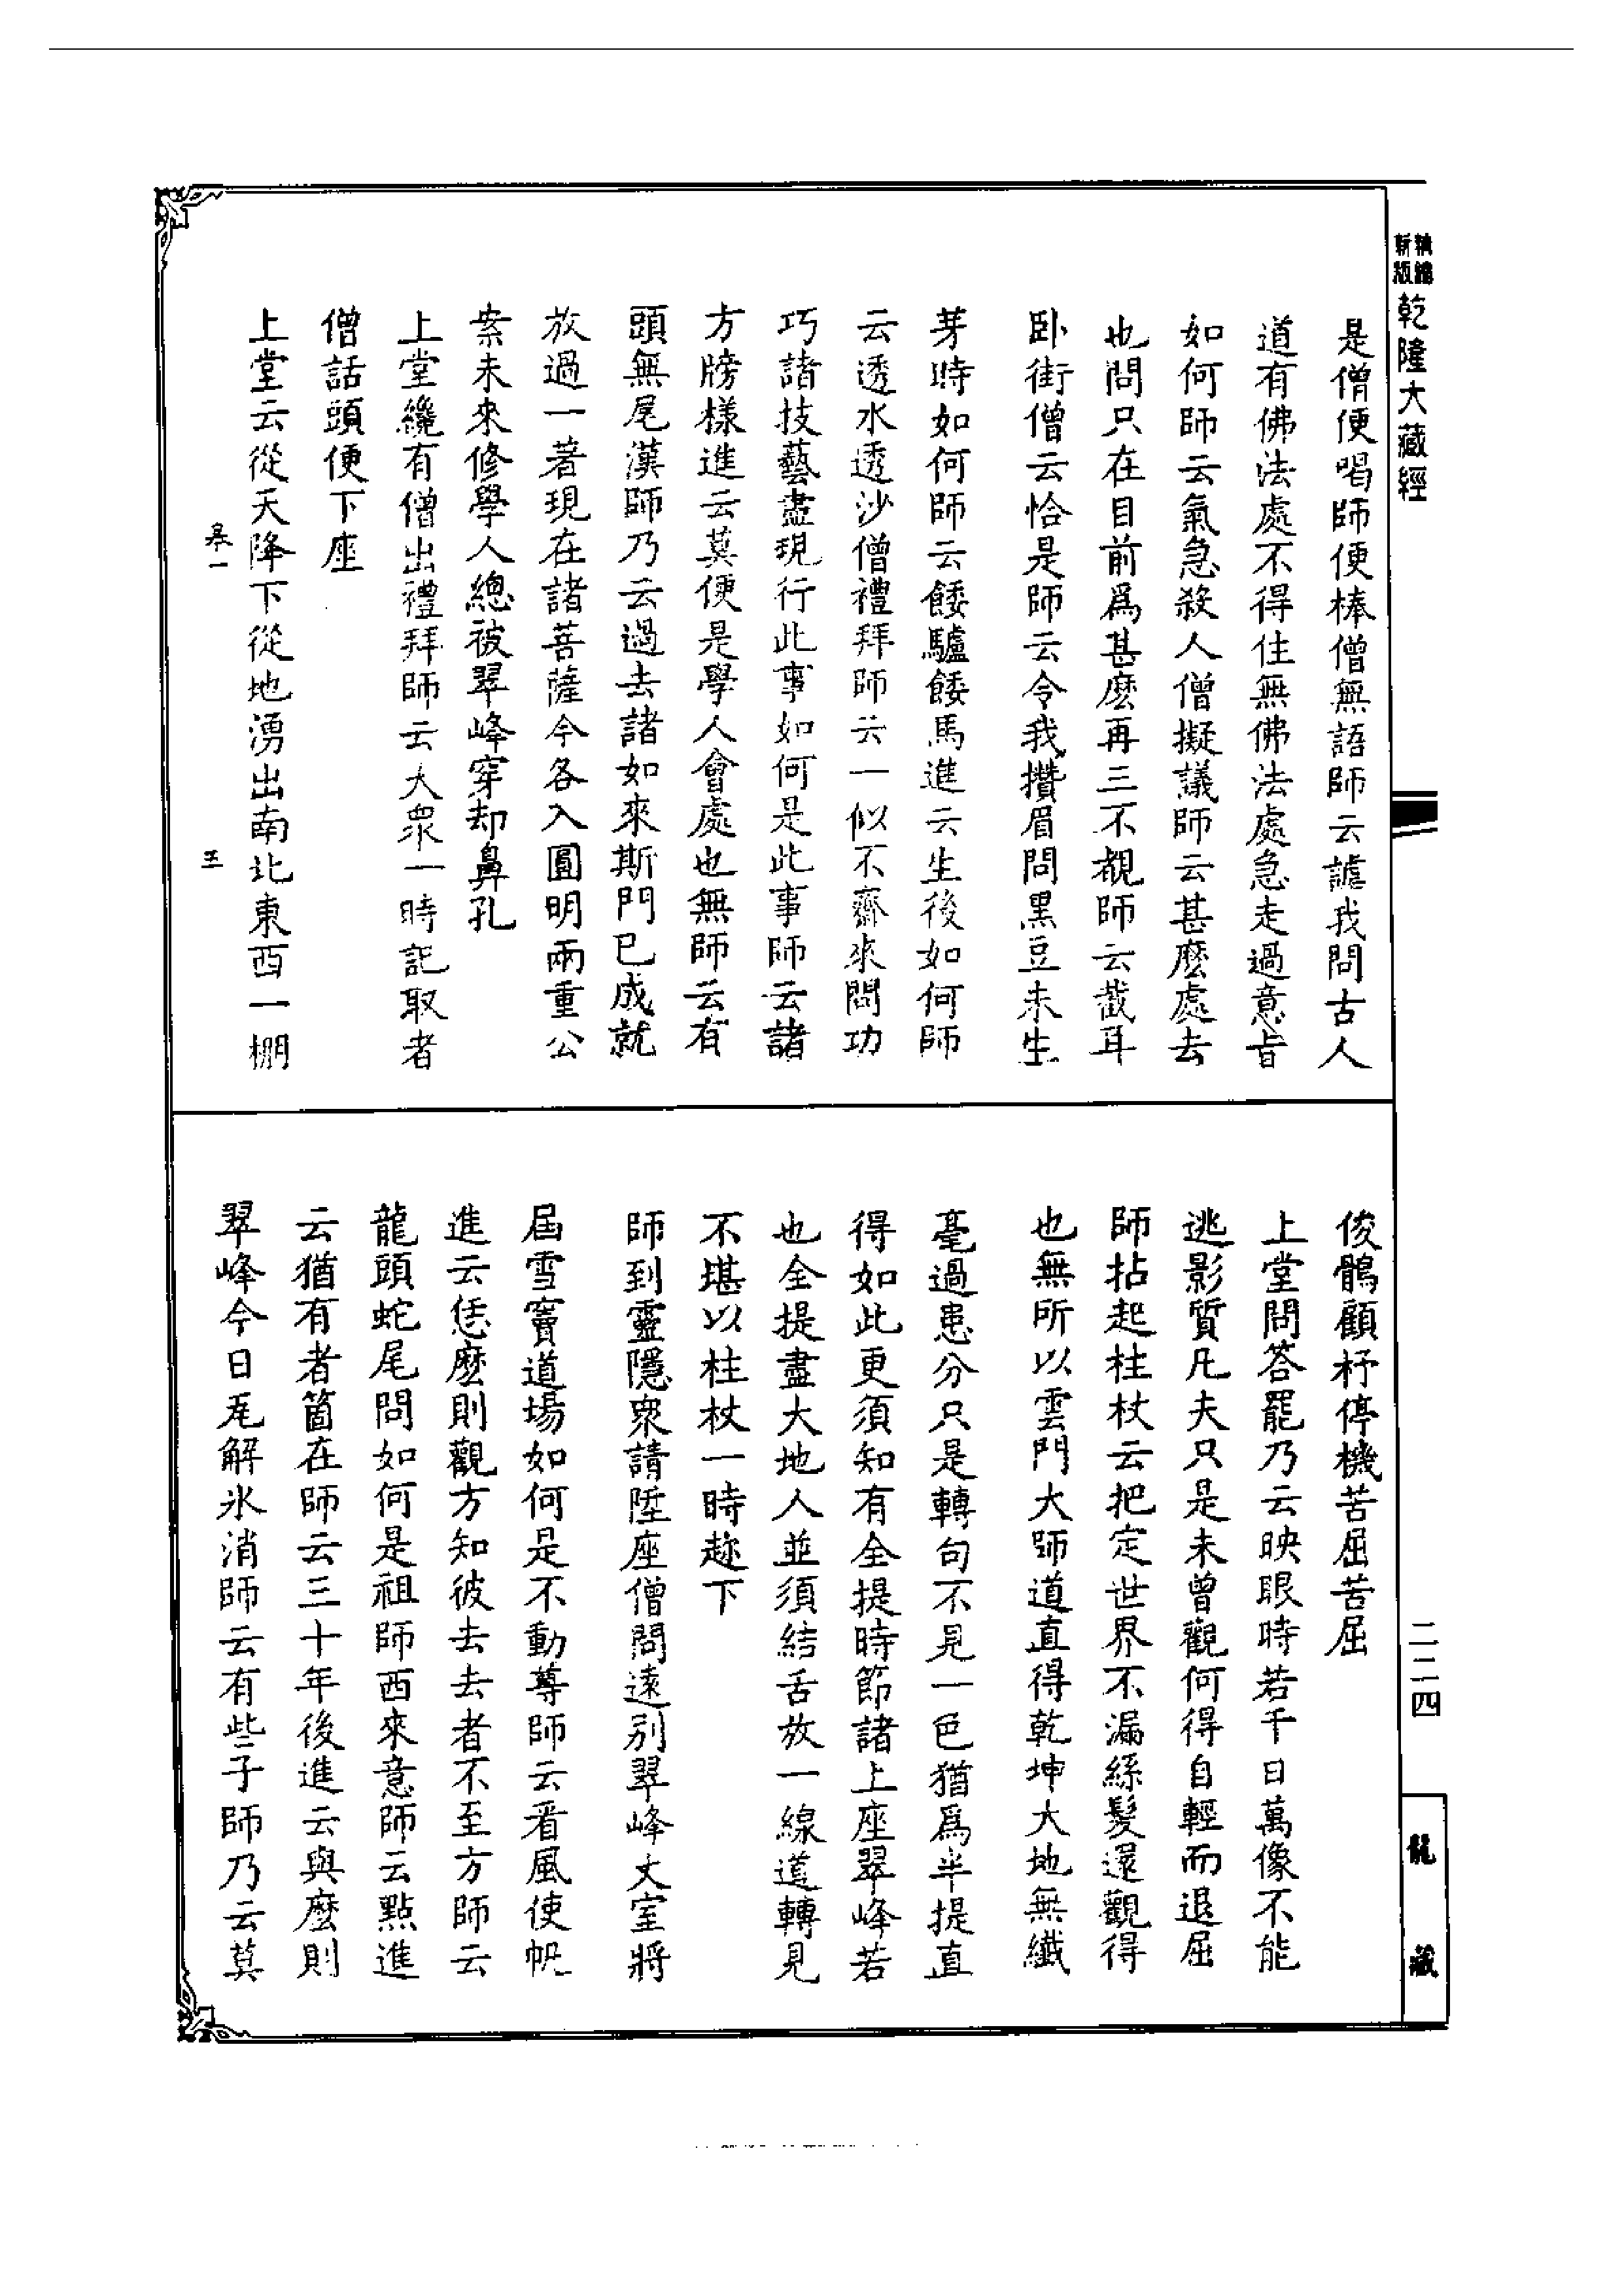 精編新版 乾隆大藏經
是僧便喝師便棒僧無語師云謔我問古人
道有佛法處不得住無佛法處急走過意旨
如何師云氣急殺人僧擬議師云甚麼處去
也問只在目前爲甚麼再三不覩師云截耳
卧街僧云恰是師云令我攢眉問黑豆未生
芽時如何師云餧驢餧馬進云生後如何師
云透水透沙僧禮拜師云一似不齋來問功
巧諸技藝盡現行此事如何是此事師云諸
方牓樣進云莫便是學人會處也無師云有
頭無尾漢師乃云過去諸如來斯門已成就
放過一著現在諸菩薩今各入圓明兩重公
案未來修學人總被翠峰穿却鼻孔
上堂纔有僧出禮拜師云大眾一時記取者
僧話頭便下座
上堂云從天降下從地湧出南北東西一棚
三
俊鶻顧杼停機苦屈苦屈
上堂問答罷乃云映眼時若千日萬像不能
逃影質凡夫只是未曾觀何得自輕而退屈
師拈起柱杖云把定世界不漏絲髮還觀得
也無所以雲門大師道直得乾坤大地無纖
毫過患分只是轉句不見一色猶爲半提直
得如此更須知有全提時節諸上座翠峰若
也全提盡大地人並須結舌放一線道轉見
不堪以柱杖一時趂下
師到靈隱眾請陞座僧問遠別翠峰丈室將
屆雪竇道場如何是不動尊師云看風使帆
進云恁麼則觀方知彼去去者不至方師云
龍頭蛇尾問如何是祖師西來意師云點進
云猶有者箇在師云三十年後進云與麼則
翠峰今日瓦解氷消師云有些子師乃云莫
二二四
龍藏